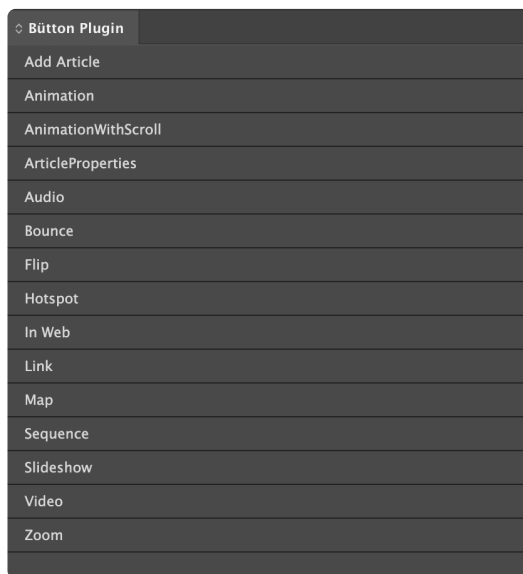 Bütton Plugin
Add Article
Animation
AnimationWithScroll
ArticleProperties
Audio
Bounce
Flip
Hotspot
In Web
Link
Map
Sequence
Slideshow
Video
Zoom